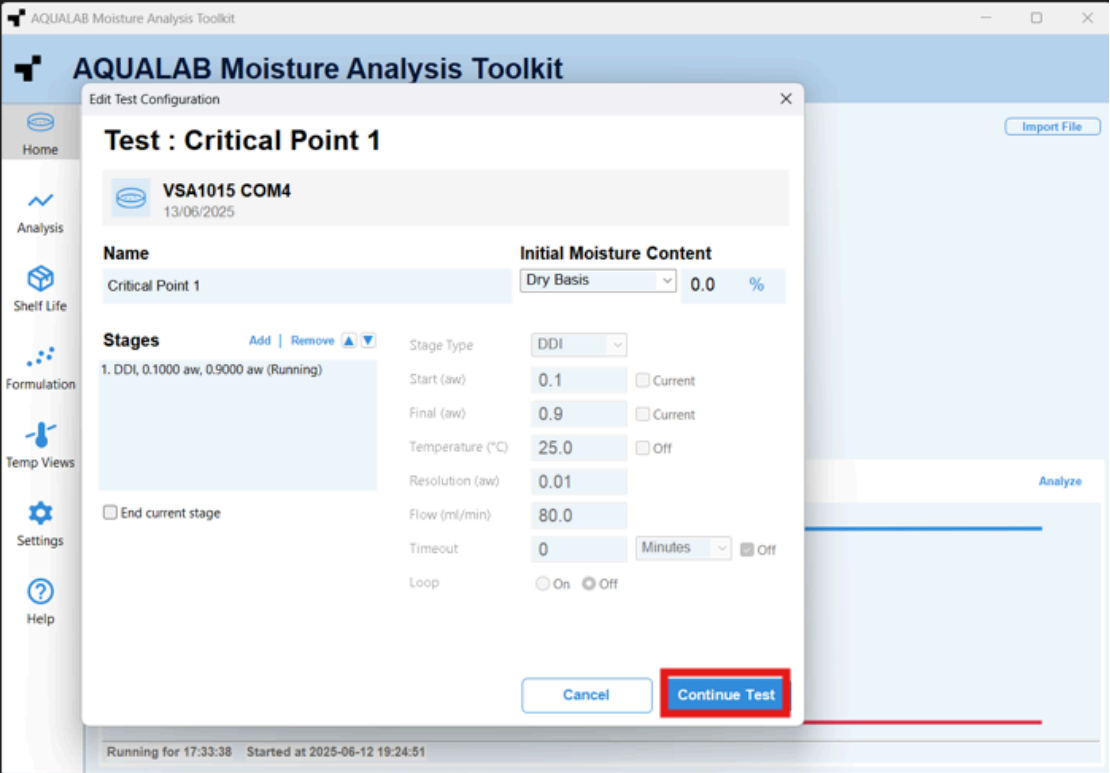 AQUALAB Moisture Analysis Toolkit
AQUALAB Moisture Analysis Toolkit
Edit Test Configuration
Import File
Home
Analysis
Shelf Life
Formulation
Temp Views
Settings
Help
Test : Critical Point 1
VSA1015 COM4
13/06/2025
Name
Initial Moisture Content
Critical Point 1
Dry Basis
0.0 %
Stages Add | Remove
1. DDI, 0.1000 aw, 0.9000 aw (Running)
End current stage
Stage Type DDI
Start (aw) 0.1 Current
Final (aw) 0.9 Current
Temperature (°C) 25.0 Off
Resolution (aw) 0.01
Flow (ml/min) 80.0
Timeout 0 Minutes Off
Loop On Off
Cancel Continue Test
Analyze
Running for 17:33:38 Started at 2025-06-12 19:24:51